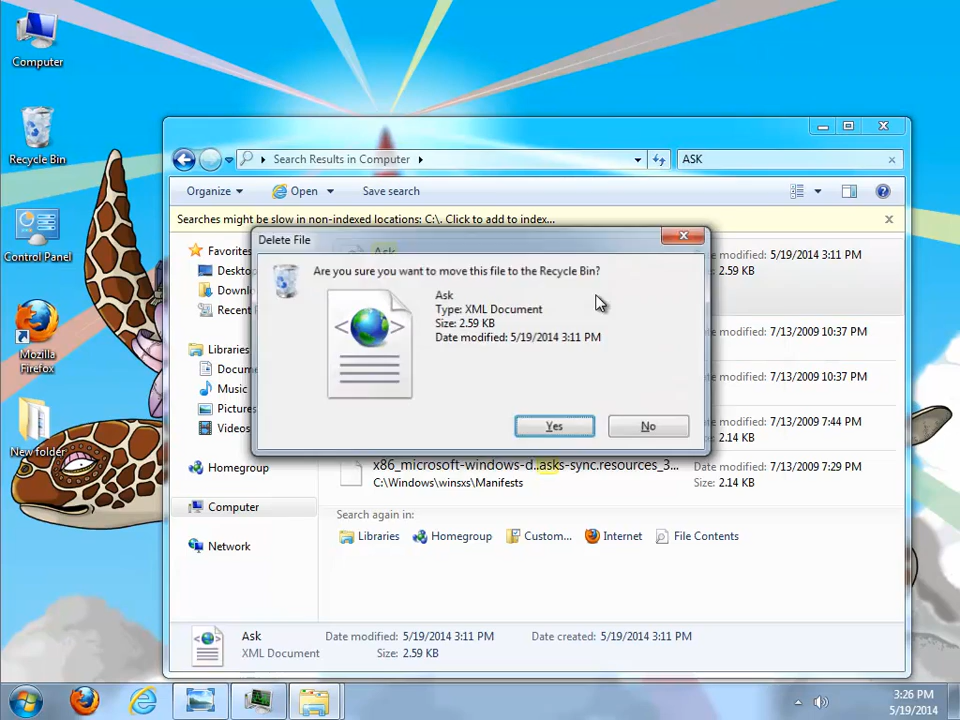 Computer
Recycle Bin
Control Panel
Mozilla
Firefox
New folder
Search Results in Computer
ASK
Organize
Open
Save search
Searches might be slow in non-indexed locations: C:\. Click to add to index...
Favorites
Deskto
Downl
Recent
Libraries
Docum
Music
Pictures
Videos
Homegroup
Computer
Network
Ask
Date modified: 5/19/2014 3:11 PM
2.59 KB
Delete File
Are you sure you want to move this file to the Recycle Bin?
Ask
Type: XML Document
Size: 2.59 KB
Date modified: 5/19/2014 3:11 PM
Yes
No
modified: 7/13/2009 10:37 PM
modified: 7/13/2009 10:37 PM
modified: 7/13/2009 7:44 PM
2.14 KB
x86_microsoft-windows-d..asks-sync.resources_3...
Date modified: 7/13/2009 7:29 PM
C:\Windows\winsxs\Manifests
Size: 2.14 KB
Search again in:
Libraries
Homegroup
Custom...
Internet
File Contents
Ask
Date modified: 5/19/2014 3:11 PM
Date created: 5/19/2014 3:11 PM
XML Document
Size: 2.59 KB
3:26 PM
5/19/2014